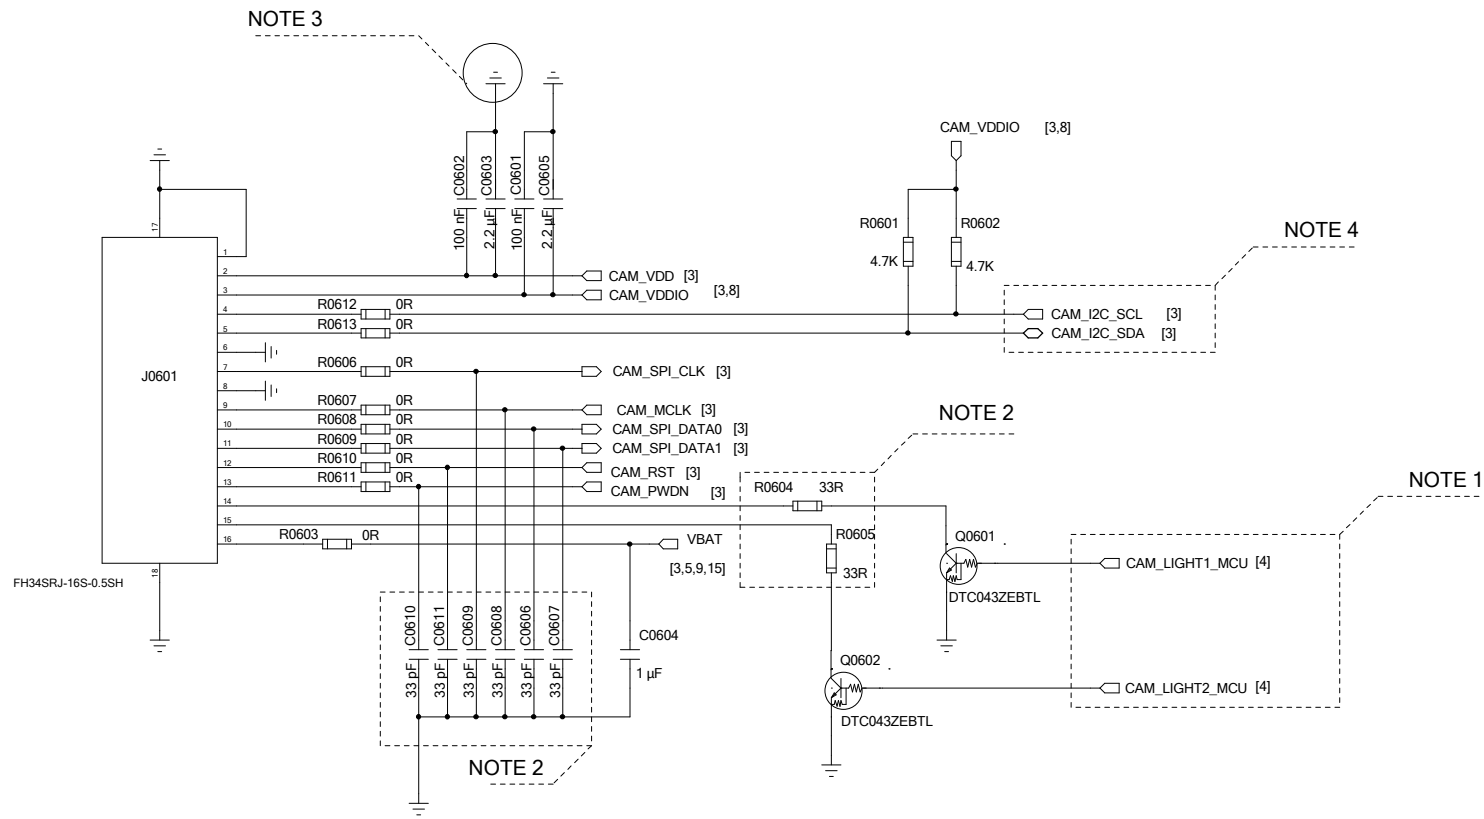 NOTE 3
CAM_VDDIO [3,8]
C0602
C0603
C0601
C0605
100 nF
2.2 µF
100 nF
2.2 µF
R0601
R0602
4.7K
4.7K
NOTE 4
17
1
2
3
4
5
6
7
8
9
10
11
12
13
14
15
16
18
J0601
FH34SRJ-16S-0.5SH
CAM_VDD [3]
CAM_VDDIO [3,8]
R0612 0R
CAM_I2C_SCL [3]
R0613 0R
CAM_I2C_SDA [3]
R0606 0R
CAM_SPI_CLK [3]
R0607 0R
CAM_MCLK [3]
R0608 0R
CAM_SPI_DATA0 [3]
R0609 0R
CAM_SPI_DATA1 [3]
R0610 0R
CAM_RST [3]
R0611 0R
CAM_PWDN [3]
NOTE 2
R0604 33R
NOTE 1
R0603 0R
VBAT
[3,5,9,15]
R0605
33R
Q0601
DTC043ZEBTL
CAM_LIGHT1_MCU [4]
C0610
C0611
C0609
C0608
C0606
C0607
33 pF
33 pF
33 pF
33 pF
33 pF
33 pF
C0604
1 µF
Q0602
DTC043ZEBTL
CAM_LIGHT2_MCU [4]
NOTE 2